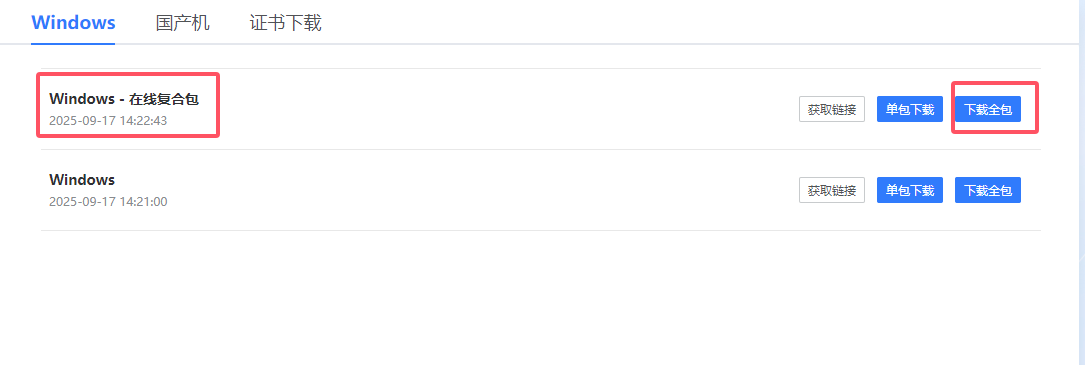 Windows 国产机 证书下载
Windows - 在线复合包
2025-09-17 14:22:43
获取链接 单包下载 下载全包
Windows
2025-09-17 14:21:00
获取链接 单包下载 下载全包